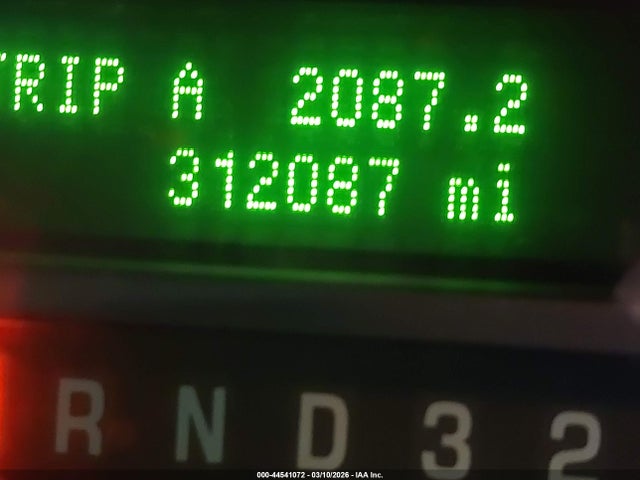 TRIP A 2087.2
312087 mi
R N D 3 2
000-44541072 - 03/10/2026 - IAA Inc.